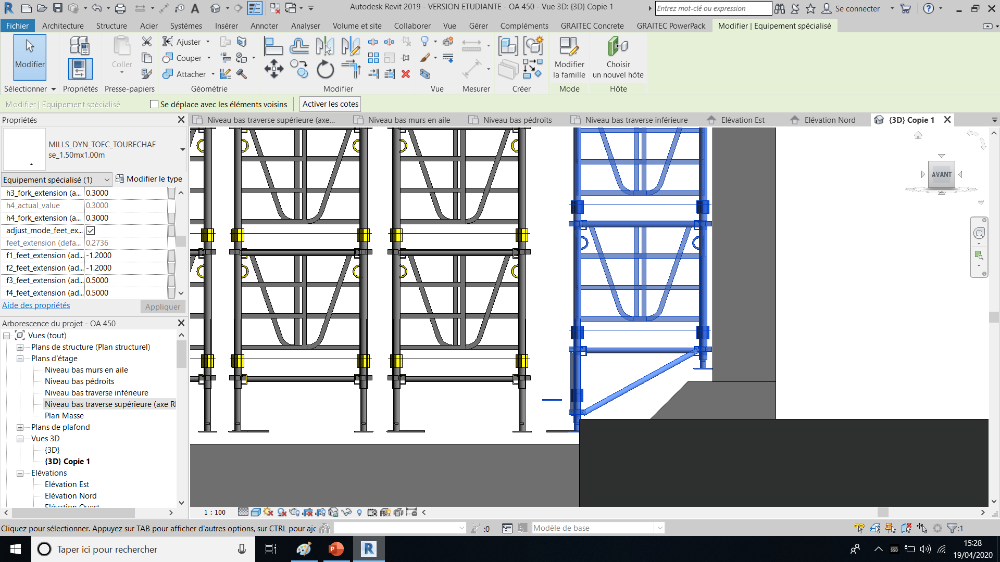 Autodesk Revit 2019 - VERSION ETUDIANTE - OA 450 - Vue 3D: {3D} Copie 1
Entrez mot-clé ou expression
Se connecter
Fichier Architecture Structure Acier Systèmes Insérer Annoter Analyser Volume et site Collaborer Vue Gérer Compléments GRAITEC Concrete GRAITEC PowerPack Modifier | Equipement spécialisé
Modifier
Coller
Ajuster
Couper
Attacher
Modifier
la famille
Choisir
un nouvel hôte
Sélectionner Propriétés Presse-papiers Géométrie Modifier Vue Mesurer Créer Mode Hôte
Modifier | Equipement spécialisé
Se déplace avec les éléments voisins
Activer les cotes
Propriétés
Niveau bas traverse supérieure (axe...
Niveau bas murs en aile
Niveau bas pédroits
Niveau bas traverse inférieure
Elévation Est
Elévation Nord
{3D} Copie 1
MILLS_DYN_TOEC_TOURECHAF
se_1.50mx1.00m
Equipement spécialisé (1)
Modifier le type
h3_fork_extension (a... 0.3000
h4_actual_value 0.3000
h4_fork_extension (a... 0.3000
adjust_mode_feet_ex...
feet_extension (defa... 0.2736
f1_feet_extension (ad... -1.2000
f2_feet_extension (ad... -1.2000
f3_feet_extension (ad... 0.5000
f4_feet_extension (ad... 0.5000
Aide des propriétés
Appliquer
Arborescence du projet - OA 450
Vues (tout)
Plans de structure (Plan structurel)
Plans d'étage
Niveau bas murs en aile
Niveau bas pédroits
Niveau bas traverse inférieure
Niveau bas traverse supérieure (axe R
Plan Masse
Plans de plafond
Vues 3D
{3D}
{3D} Copie 1
Elévations
Elévation Est
Elévation Nord
Elévation Ouest
AVANT
1 : 100
Cliquez pour sélectionner. Appuyez sur TAB pour afficher d'autres options, sur CTRL pour ajo
:0
Modèle de base
:1
Taper ici pour rechercher
SSD
15:28
19/04/2020